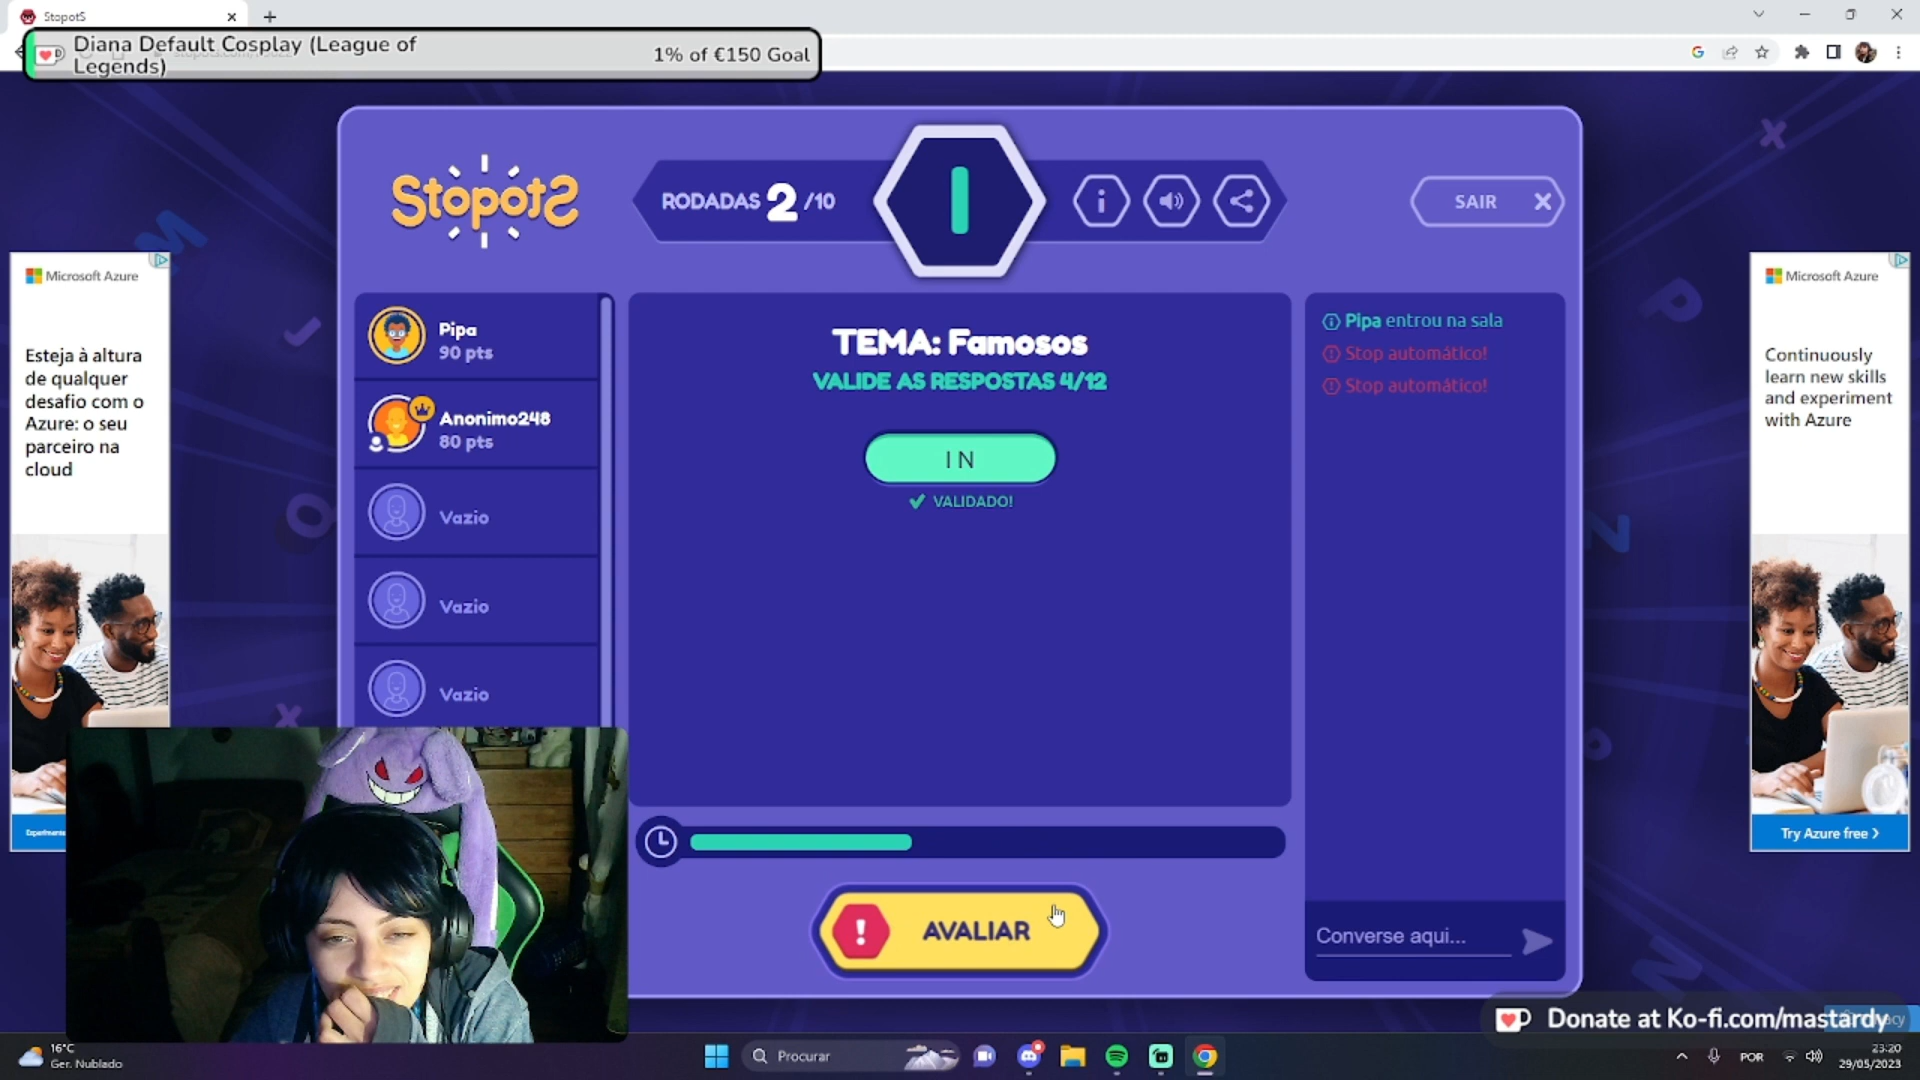 StopotS
Diana Default Cosplay (League of
Legends)
1% of €150 Goal
StopotS
RODADAS 2 /10
I
SAIR
Microsoft Azure
Esteja à altura
de qualquer
desafio com o
Azure: o seu
parceiro na
cloud
Pipa
90 pts
Anonimo248
80 pts
Vazio
Vazio
Vazio
TEMA: Famosos
VALIDE AS RESPOSTAS 4/12
IN
VALIDADO!
AVALIAR
Pipa entrou na sala
Stop automático!
Stop automático!
Converse aqui...
Microsoft Azure
Continuously
learn new skills
and experiment
with Azure
Try Azure free >
Donate at Ko-fi.com/mastardy
16°C
Ger. Nublado
Procurar
POR
23:20
29/05/2023